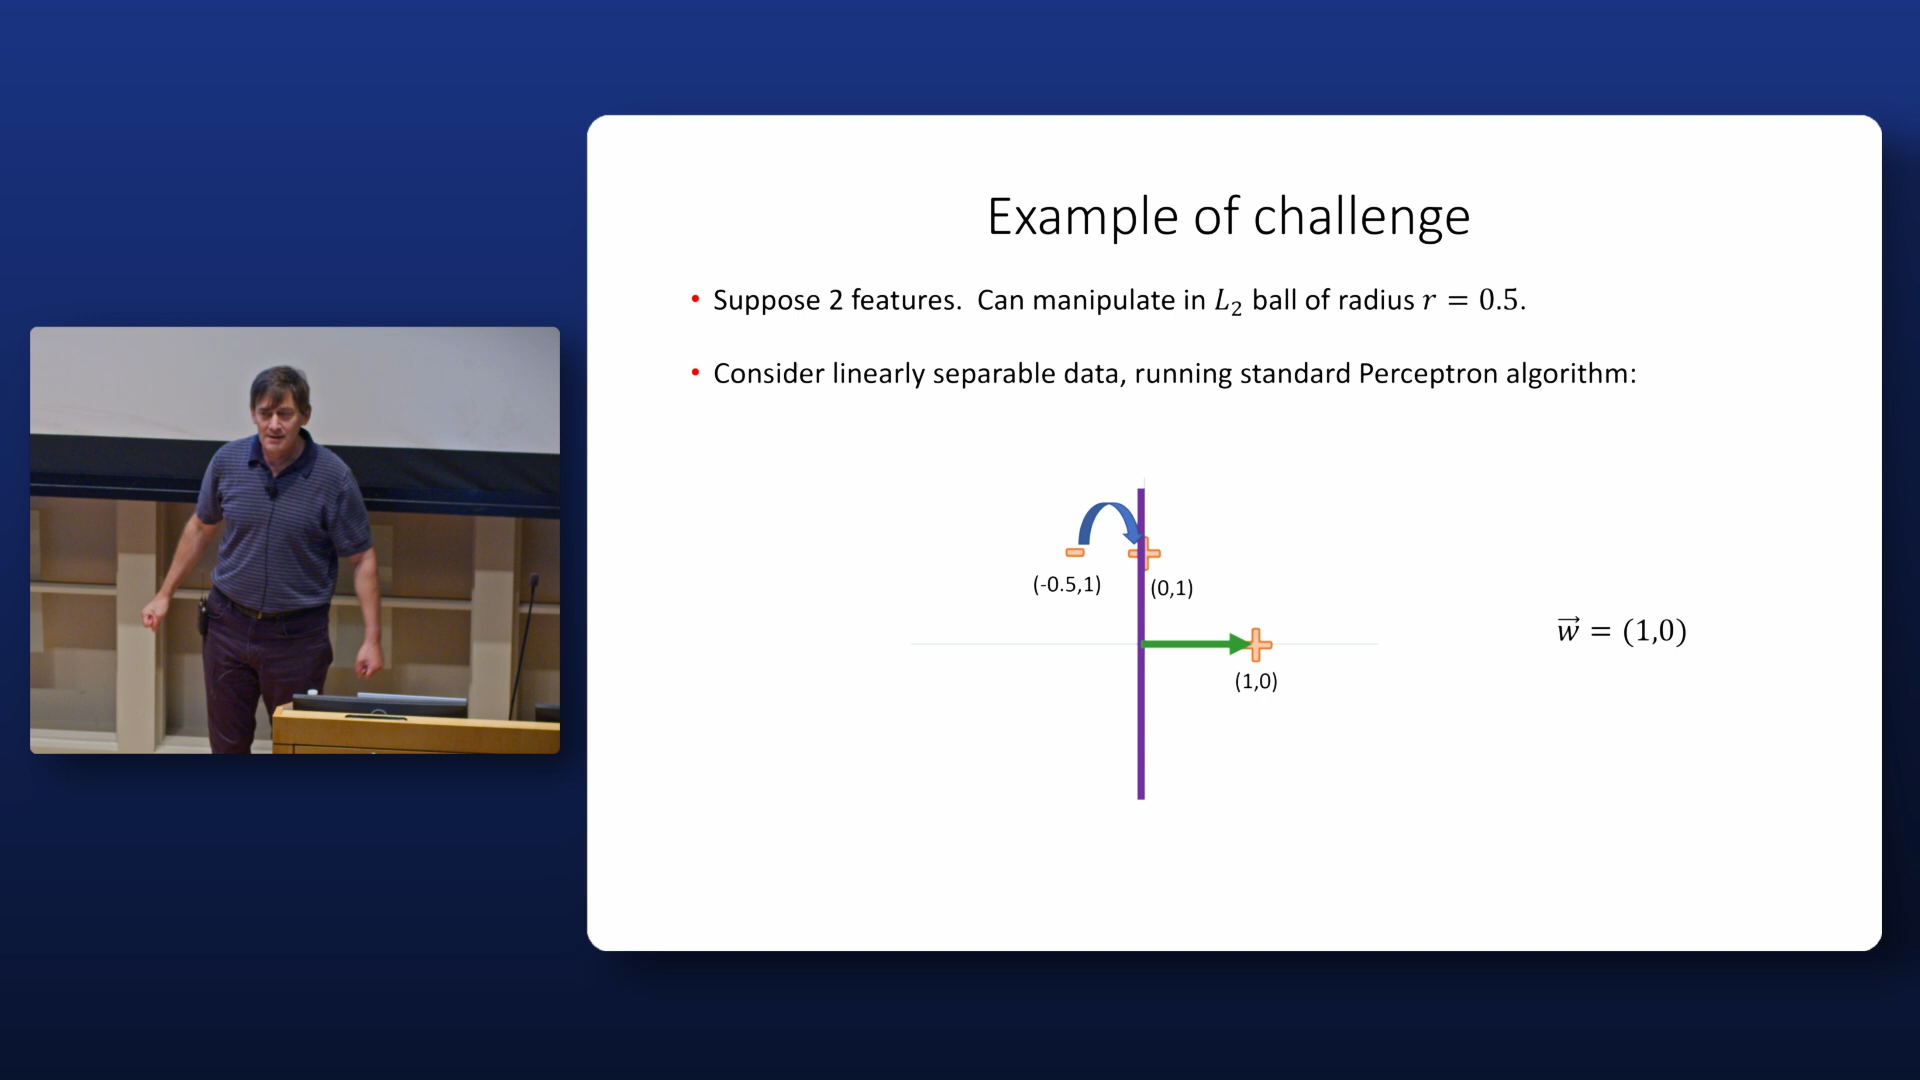 Example of challenge
• Suppose 2 features. Can manipulate in L₂ ball of radius r = 0.5.
• Consider linearly separable data, running standard Perceptron algorithm:
(-0.5,1)
(0,1)
w⃗ = (1,0)
(1,0)